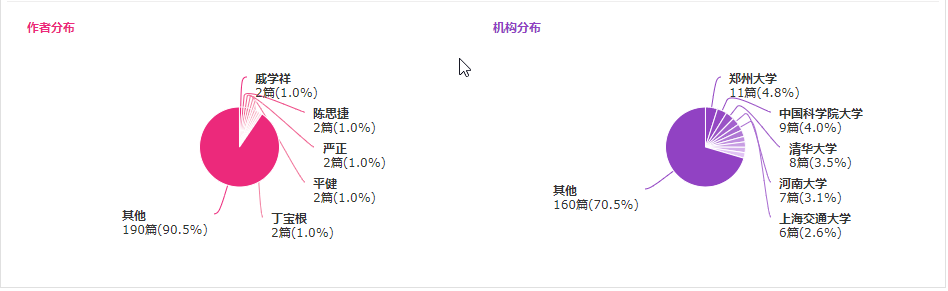 作者分布
戚学祥
2篇(1.0%)
陈思捷
2篇(1.0%)
严正
2篇(1.0%)
平健
2篇(1.0%)
丁宝根
2篇(1.0%)
其他
190篇(90.5%)
机构分布
郑州大学
11篇(4.8%)
中国科学院大学
9篇(4.0%)
清华大学
8篇(3.5%)
河南大学
7篇(3.1%)
上海交通大学
6篇(2.6%)
其他
160篇(70.5%)